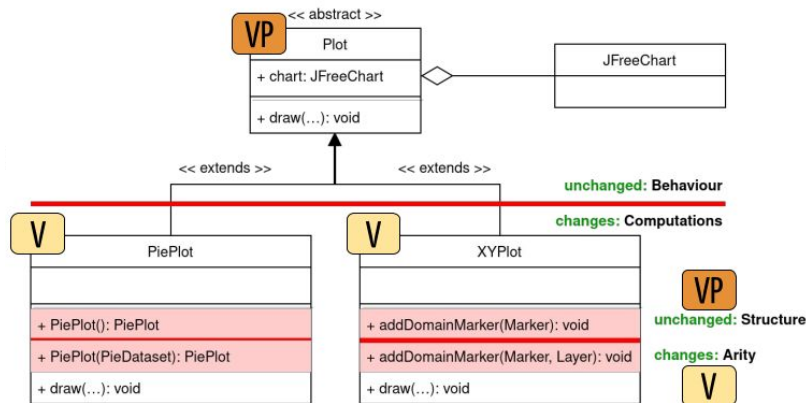 << abstract >>
VP
Plot
+ chart: JFreeChart
+ draw(...): void
JFreeChart
<< extends >>
<< extends >>
unchanged: Behaviour
changes: Computations
V
PiePlot
+ PiePlot(): PiePlot
+ PiePlot(PieDataset): PiePlot
+ draw(...): void
V
XYPlot
+ addDomainMarker(Marker): void
+ addDomainMarker(Marker, Layer): void
+ draw(...): void
VP
unchanged: Structure
changes: Arity
V